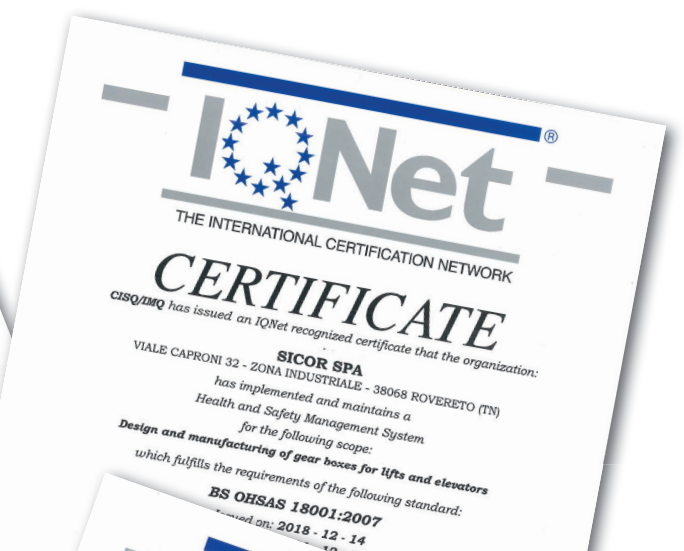 IQNet ®
THE INTERNATIONAL CERTIFICATION NETWORK
CERTIFICATE
CISQ/IMQ has issued an IQNet recognized certificate that the organization:
SICOR SPA
VIALE CAPRONI 32 - ZONA INDUSTRIALE - 38068 ROVERETO (TN)
has implemented and maintains a
Health and Safety Management System
for the following scope:
Design and manufacturing of gear boxes for lifts and elevators
which fulfills the requirements of the following standard:
BS OHSAS 18001:2007
Issued on: 2018 - 12 - 14